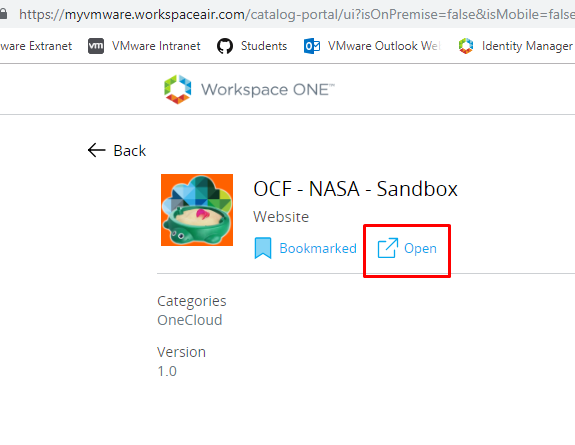 https://myvmware.workspaceair.com/catalog-portal/ui?isOnPremise=false&isMobile=false
ware Extranet vm VMware Intranet Students VMware Outlook Web Identity Manager
Workspace ONE™
Back
OCF - NASA - Sandbox
Website
Bookmarked Open
Categories
OneCloud
Version
1.0